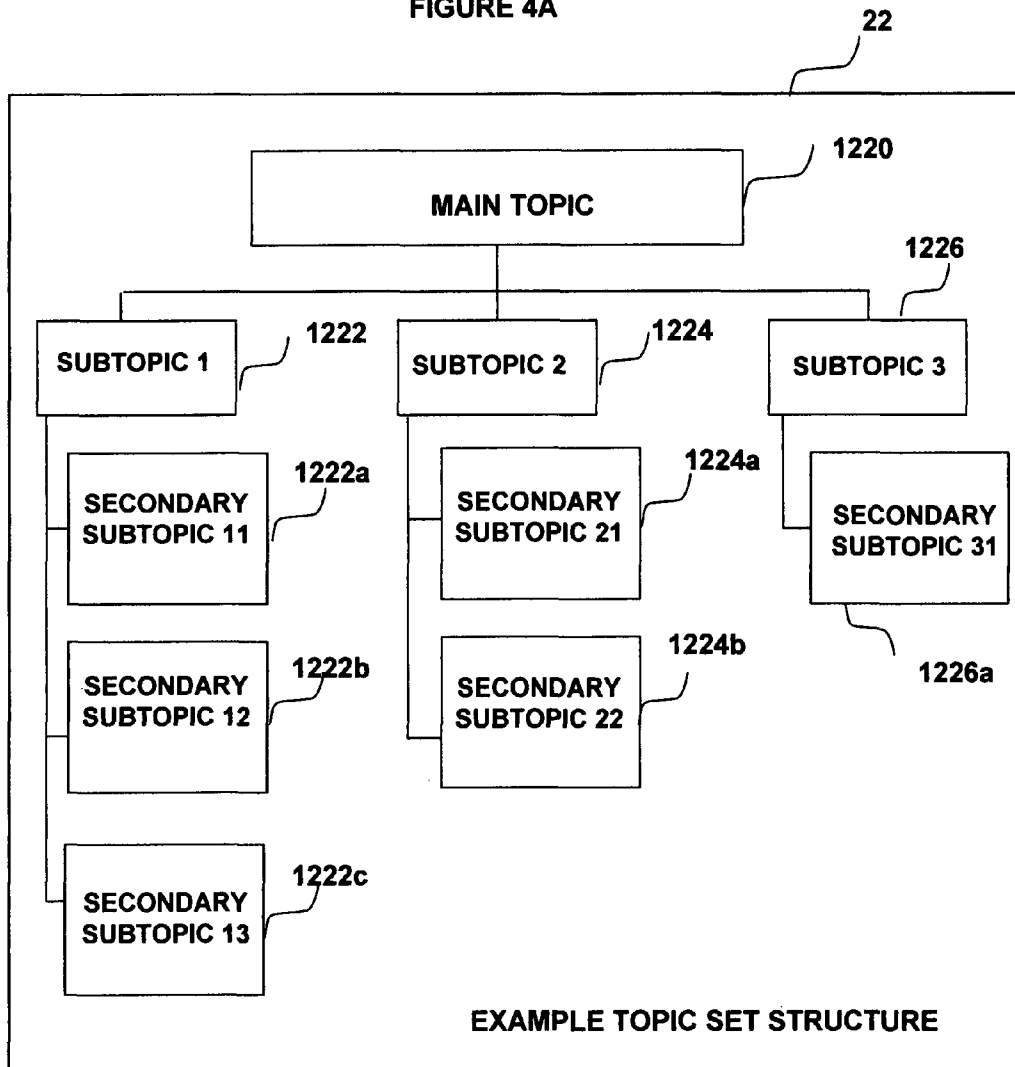 FIGURE 4A
22
1220
MAIN TOPIC
1226
1222
1224
SUBTOPIC 1
SUBTOPIC 2
SUBTOPIC 3
1222a
SECONDARY
SUBTOPIC 11
1224a
SECONDARY
SUBTOPIC 21
SECONDARY
SUBTOPIC 31
1226a
1222b
SECONDARY
SUBTOPIC 12
1224b
SECONDARY
SUBTOPIC 22
1222c
SECONDARY
SUBTOPIC 13
EXAMPLE TOPIC SET STRUCTURE